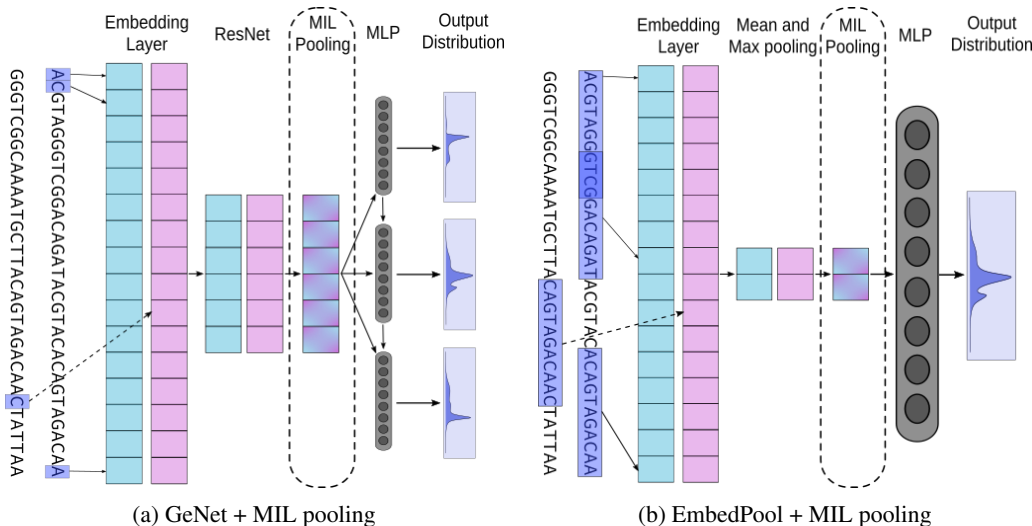 Embedding
Layer
ResNet
MIL
Pooling
MLP
Output
Distribution
GGGTCGGCAAAATGCTTACAGTAGACAACTATTAA
ACGTAGGGTCGGACAGATACGTACACAGTAGACAA
(a) GeNet + MIL pooling
Embedding
Layer
Mean and
Max pooling
MIL
Pooling
MLP
Output
Distribution
GGGTCGGCAAAATGCTTACAGTAGACAACTATTAA
ACGTAGGGTCGGACAGATACGTACACAGTAGACAA
(b) EmbedPool + MIL pooling